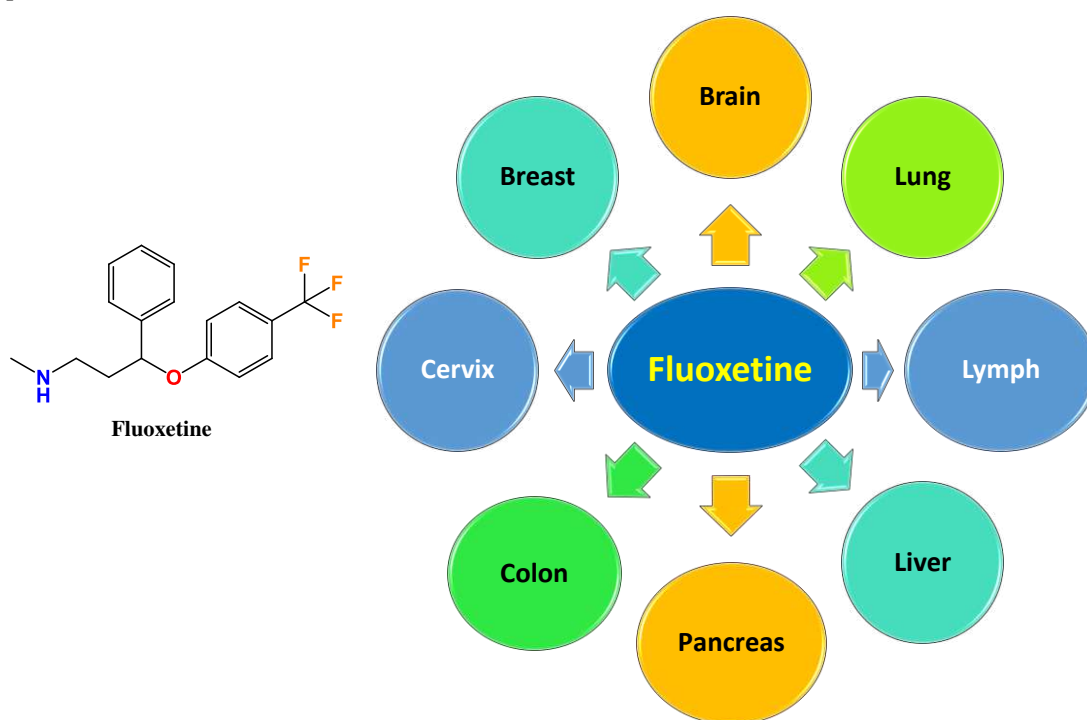 F
F
F
O
N
H
Fluoxetine
Brain
Breast
Lung
Cervix
Fluoxetine
Lymph
Colon
Liver
Pancreas